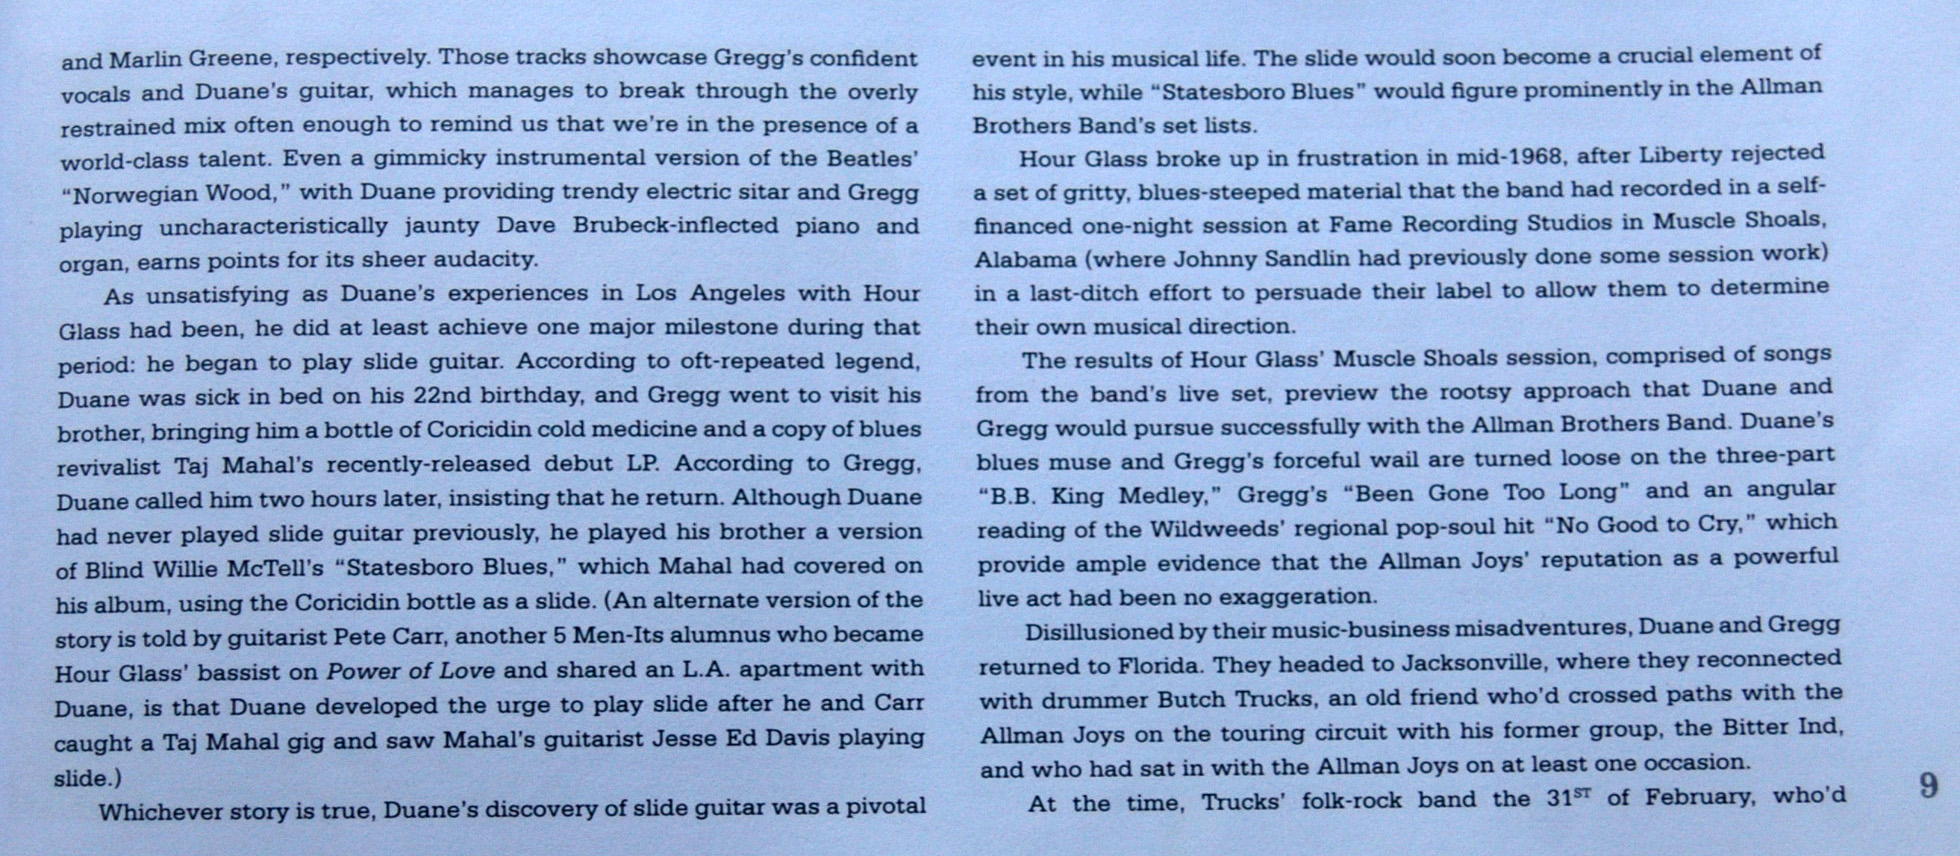 and Marlin Greene, respectively. Those tracks showcase Gregg's confident
vocals and Duane's guitar, which manages to break through the overly
restrained mix often enough to remind us that we're in the presence of a
world-class talent. Even a gimmicky instrumental version of the Beatles'
“Norwegian Wood,” with Duane providing trendy electric sitar and Gregg
playing uncharacteristically jaunty Dave Brubeck-inflected piano and
organ, earns points for its sheer audacity.
As unsatisfying as Duane's experiences in Los Angeles with Hour
Glass had been, he did at least achieve one major milestone during that
period: he began to play slide guitar. According to oft-repeated legend,
Duane was sick in bed on his 22nd birthday, and Gregg went to visit his
brother, bringing him a bottle of Coricidin cold medicine and a copy of blues
revivalist Taj Mahal's recently-released debut LP. According to Gregg,
Duane called him two hours later, insisting that he return. Although Duane
had never played slide guitar previously, he played his brother a version
of Blind Willie McTell's “Statesboro Blues,” which Mahal had covered on
his album, using the Coricidin bottle as a slide. (An alternate version of the
story is told by guitarist Pete Carr, another 5 Men-Its alumnus who became
Hour Glass' bassist on Power of Love and shared an L.A. apartment with
Duane, is that Duane developed the urge to play slide after he and Carr
caught a Taj Mahal gig and saw Mahal's guitarist Jesse Ed Davis playing
slide.)
Whichever story is true, Duane's discovery of slide guitar was a pivotal
event in his musical life. The slide would soon become a crucial element of
his style, while “Statesboro Blues” would figure prominently in the Allman
Brothers Band's set lists.
Hour Glass broke up in frustration in mid-1968, after Liberty rejected
a set of gritty, blues-steeped material that the band had recorded in a self-
financed one-night session at Fame Recording Studios in Muscle Shoals,
Alabama (where Johnny Sandlin had previously done some session work)
in a last-ditch effort to persuade their label to allow them to determine
their own musical direction.
The results of Hour Glass' Muscle Shoals session, comprised of songs
from the band's live set, preview the rootsy approach that Duane and
Gregg would pursue successfully with the Allman Brothers Band. Duane's
blues muse and Gregg's forceful wail are turned loose on the three-part
“B.B. King Medley,” Gregg's “Been Gone Too Long” and an angular
reading of the Wildweeds' regional pop-soul hit “No Good to Cry,” which
provide ample evidence that the Allman Joys' reputation as a powerful
live act had been no exaggeration.
Disillusioned by their music-business misadventures, Duane and Gregg
returned to Florida. They headed to Jacksonville, where they reconnected
with drummer Butch Trucks, an old friend who'd crossed paths with the
Allman Joys on the touring circuit with his former group, the Bitter Ind,
and who had sat in with the Allman Joys on at least one occasion.
At the time, Trucks' folk-rock band the 31ST of February, who'd
9